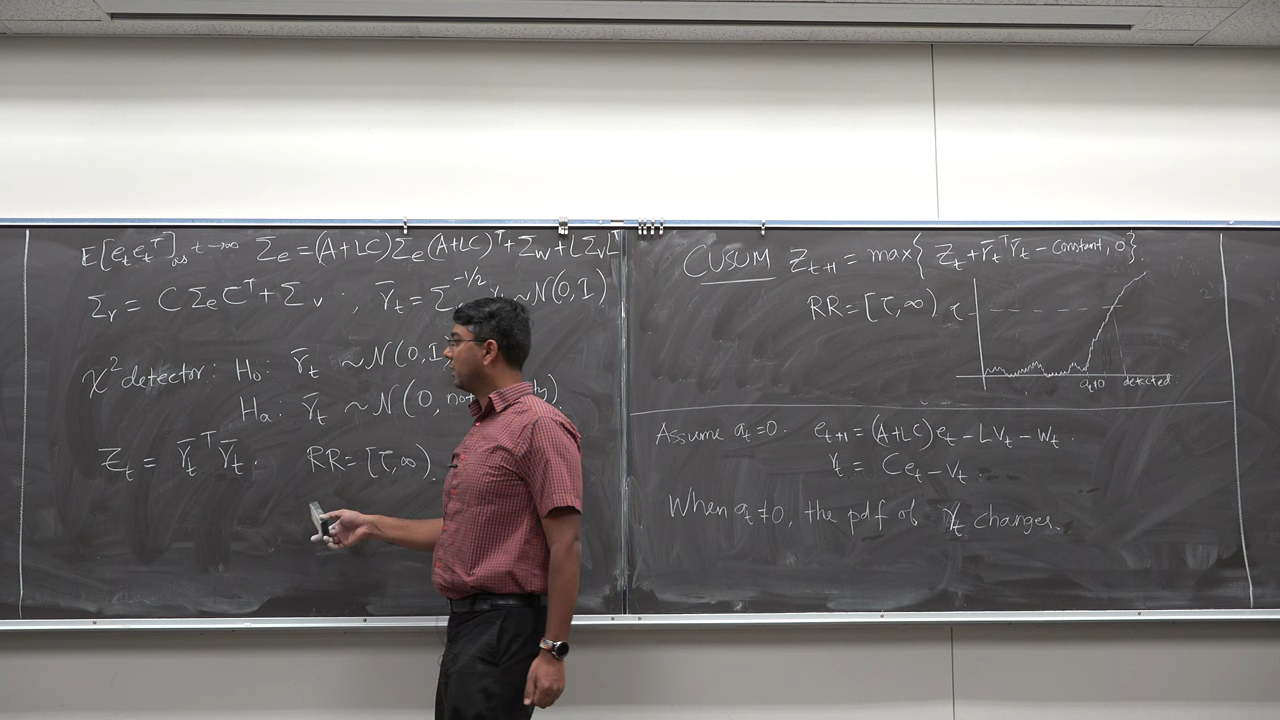 E[e_t e_t^T] as t→∞ Σ_e = (A+LC)Σ_e(A+LC)^T + Σ_w + LΣ_vL^T
Σ_r = CΣ_eC^T + Σ_v , r̄_t = Σ^{-1/2} ~ N(0,I)
χ² detector: H_0: r̄_t ~ N(0, I
H_a: r̄_t ~ N(0, not
Z_t = r̄_t^T r̄_t. RR = [τ,∞).
CUSUM Z_{t+1} = max{ Z_t + r̄_t^T r̄_t − constant, 0}.
RR = [τ,∞) τ
a_t≠0 detected
Assume a_t=0. e_{t+1} = (A+LC)e_t − Lv_t − w_t.
r_t = Ce_t − v_t.
When a_t≠0, the pdf of r_t changes.